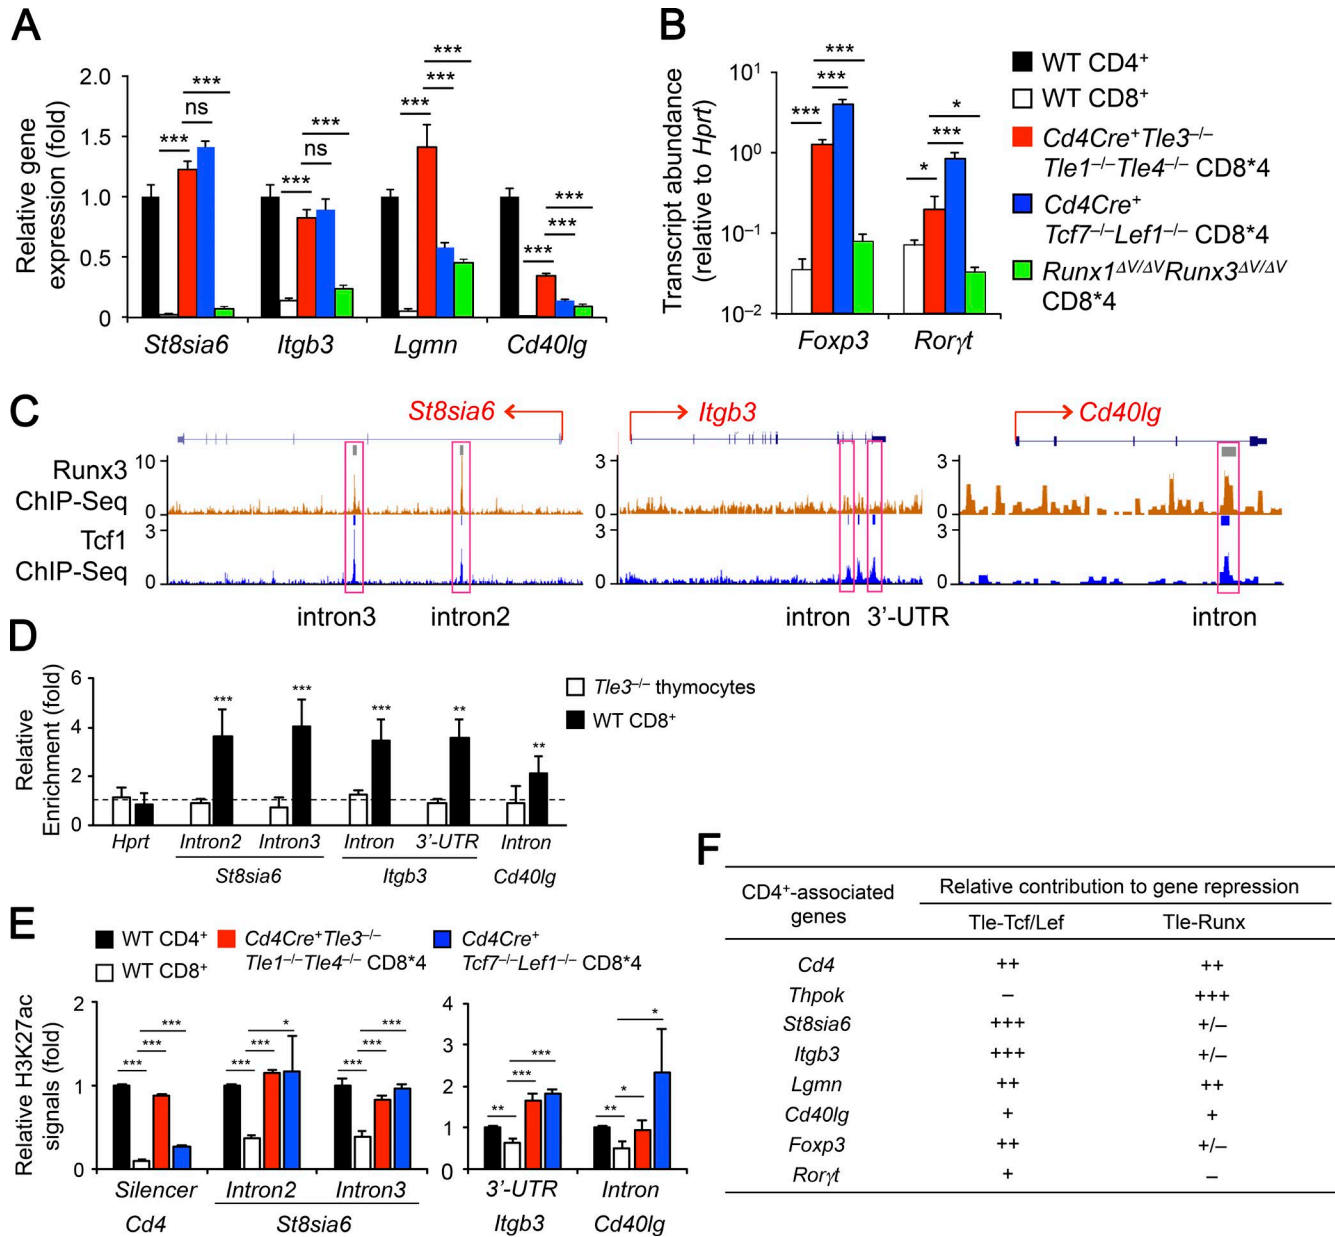 A
Relative gene
expression (fold)
2.0
1.5
1.0
0.5
0
***
ns
***
***
ns
***
***
***
***
***
***
***
St8sia6
Itgb3
Lgmn
Cd40lg
B
Transcript abundance
(relative to Hprt)
10¹
10⁰
10⁻¹
10⁻²
***
***
***
*
***
*
Foxp3
Rorγt
WT CD4⁺
WT CD8⁺
Cd4Cre⁺Tle3⁻/⁻
Tle1⁻/⁻Tle4⁻/⁻ CD8*4
Cd4Cre⁺
Tcf7⁻/⁻Lef1⁻/⁻ CD8*4
Runx1ΔV/ΔVRunx3ΔV/ΔV
CD8*4
C
St8sia6
Itgb3
Cd40lg
Runx3
ChIP-Seq
10
0
3
0
3
0
Tcf1
ChIP-Seq
3
0
3
0
3
0
intron3
intron2
intron
3’-UTR
intron
D
Relative
Enrichment (fold)
6
4
2
0
***
***
***
**
**
Tle3⁻/⁻ thymocytes
WT CD8⁺
Hprt
Intron2
Intron3
Intron
3’-UTR
Intron
St8sia6
Itgb3
Cd40lg
E
WT CD4⁺
WT CD8⁺
Cd4Cre⁺Tle3⁻/⁻
Tle1⁻/⁻Tle4⁻/⁻ CD8*4
Cd4Cre⁺
Tcf7⁻/⁻Lef1⁻/⁻ CD8*4
Relative H3K27ac
signals (fold)
2
1
0
***
***
***
*
***
***
***
***
***
4
3
2
1
0
***
***
**
*
*
**
Silencer
Intron2
Intron3
3’-UTR
Intron
Cd4
St8sia6
Itgb3
Cd40lg
F
CD4⁺-associated
genes
Relative contribution to gene repression
Tle-Tcf/Lef
Tle-Runx
Cd4 ++ ++
Thpok – +++
St8sia6 +++ +/–
Itgb3 +++ +/–
Lgmn ++ ++
Cd40lg + +
Foxp3 ++ +/–
Rorγt + –